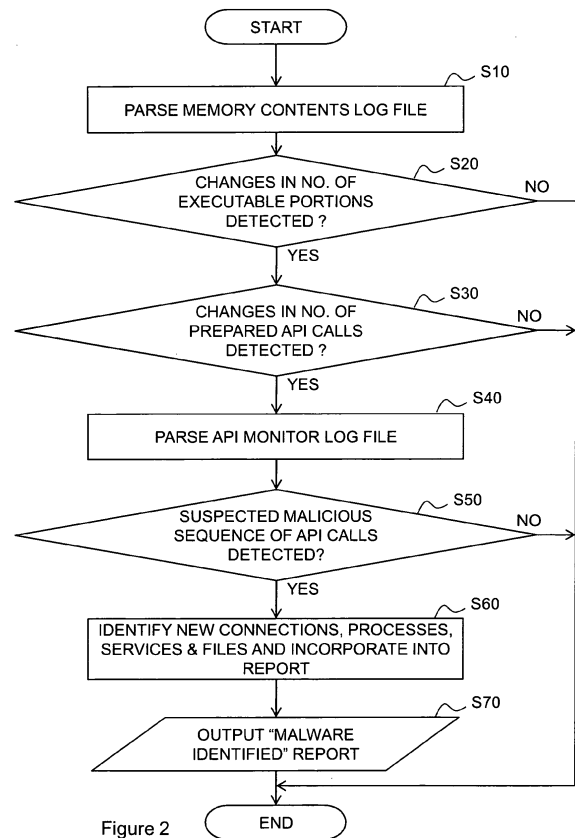 START
S10
PARSE MEMORY CONTENTS LOG FILE
S20
CHANGES IN NO. OF
EXECUTABLE PORTIONS
DETECTED ?
NO
YES
S30
CHANGES IN NO. OF
PREPARED API CALLS
DETECTED ?
NO
YES
S40
PARSE API MONITOR LOG FILE
S50
SUSPECTED MALICIOUS
SEQUENCE OF API CALLS
DETECTED?
NO
YES
S60
IDENTIFY NEW CONNECTIONS, PROCESSES,
SERVICES & FILES AND INCORPORATE INTO
REPORT
S70
OUTPUT “MALWARE
IDENTIFIED” REPORT
END
Figure 2